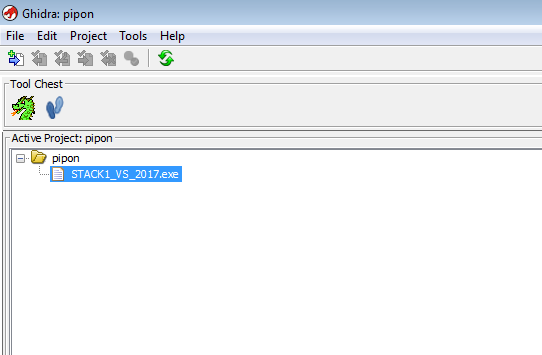 Ghidra: pipon
File Edit Project Tools Help
Tool Chest
Active Project: pipon
pipon
STACK1_VS_2017.exe